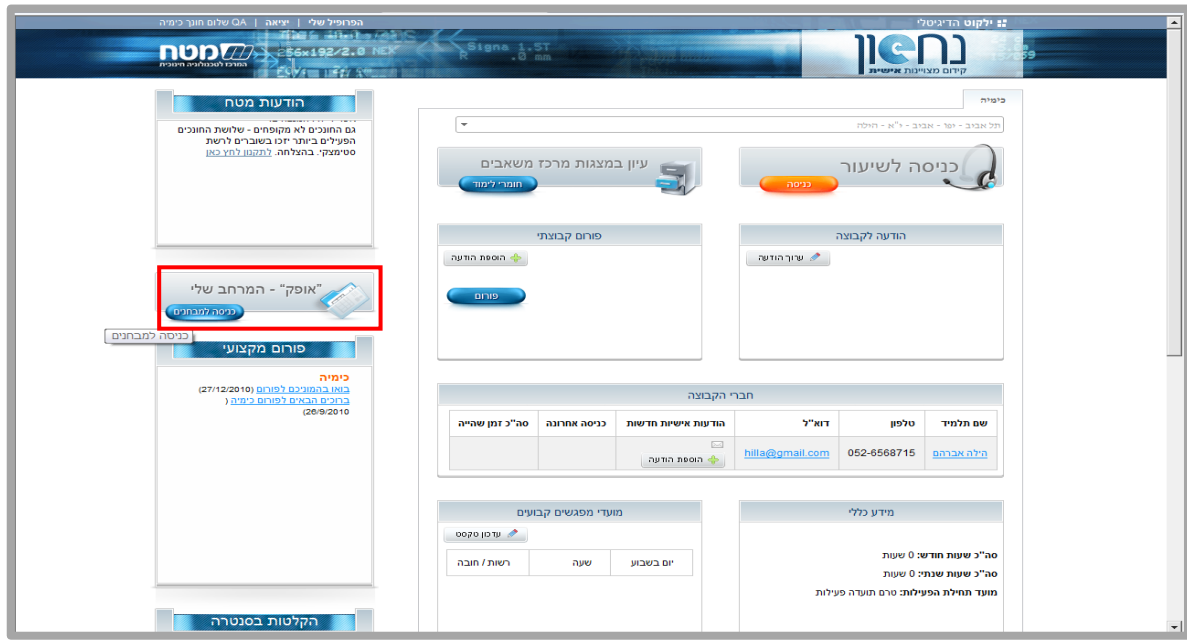 ילקוט הדיגיטלי
הפרופיל שלי | יציאה | QA שלום חונך כימיה
נחשון
קידום מצויינות אישית
Signa 1.5T
256x192/2.0 NEX
מטח
המרכז לטכנולוגיה חינוכית
כימיה
תל אביב - יפו - אביב - י"א - הילה
כניסה לשיעור
כניסה
עיון במצגות מרכז משאבים
חומרי לימוד
הודעה לקבוצה
ערוך הודעה
פורום קבוצתי
הוספת הודעה
פורום
חברי הקבוצה
שם תלמיד טלפון דוא"ל הודעות אישיות חדשות כניסה אחרונה סה"כ זמן שהייה
הילה אברהם 052-6568715 hilla@gmail.com הוספת הודעה
מידע כללי
סה"כ שעות חודש: 0 שעות
סה"כ שעות שנתי: 0 שעות
מועד תחילת הפעילות: טרם תועדה פעילות
מועדי מפגשים קבועים
עדכון טקסט
יום בשבוע שעה רשות / חובה
הודעות מטח
גם החונכים לא מקופחים - שלושת החונכים
הפעילים ביותר יזכו בשוברים לרשת
סטימצקי. בהצלחה. לתקנון לחץ כאן
"אופק" - המרחב שלי
כניסה למבחנים
כניסה למבחנים
פורום מקצועי
כימיה
בואו בהמוניכם לפורום (27/12/2010)
ברוכים הבאים לפורום כימיה (
26/9/2010)
הקלטות בסנטרה